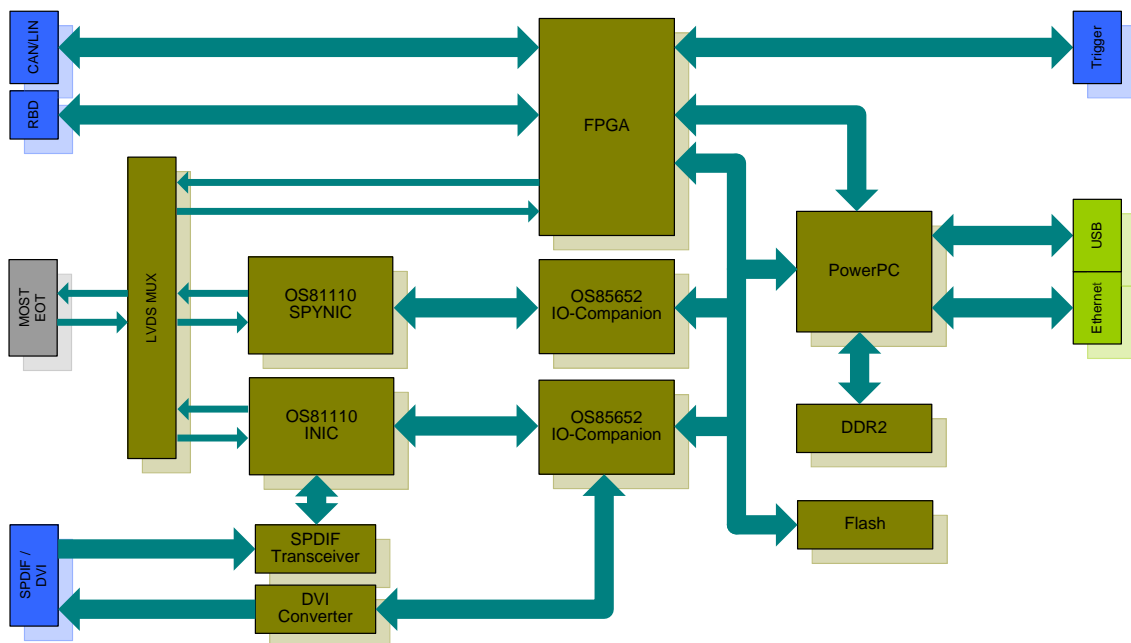 CAN/LIN
RBD
FPGA
Trigger
LVDS MUX
MOST
EOT
OS81110
SPYNIC
OS85652
IO-Companion
PowerPC
USB
Ethernet
OS81110
INIC
OS85652
IO-Companion
DDR2
Flash
SPDIF /
DVI
SPDIF
Transceiver
DVI
Converter